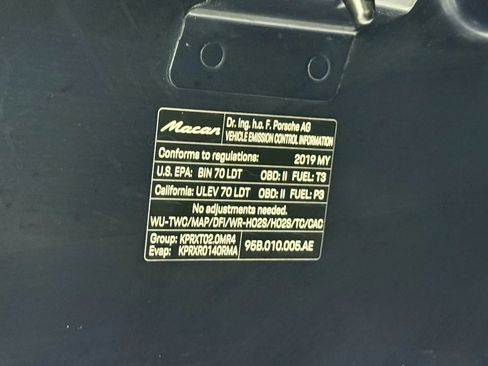 Macan Dr. Ing. h.c. F. Porsche AG
VEHICLE EMISSION CONTROL INFORMATION
Conforms to regulations: 2019 MY
U.S. EPA: BIN 70 LDT OBD: II FUEL: T3
California: ULEV 70 LDT OBD: II FUEL: P3
No adjustments needed.
WU-TWC/MAP/DFI/WR-HO2S/HO2S/TC/CAC
Group: KPRXT02.0MR4
Evap: KPRXR0140RMA
95B.010.005.AE